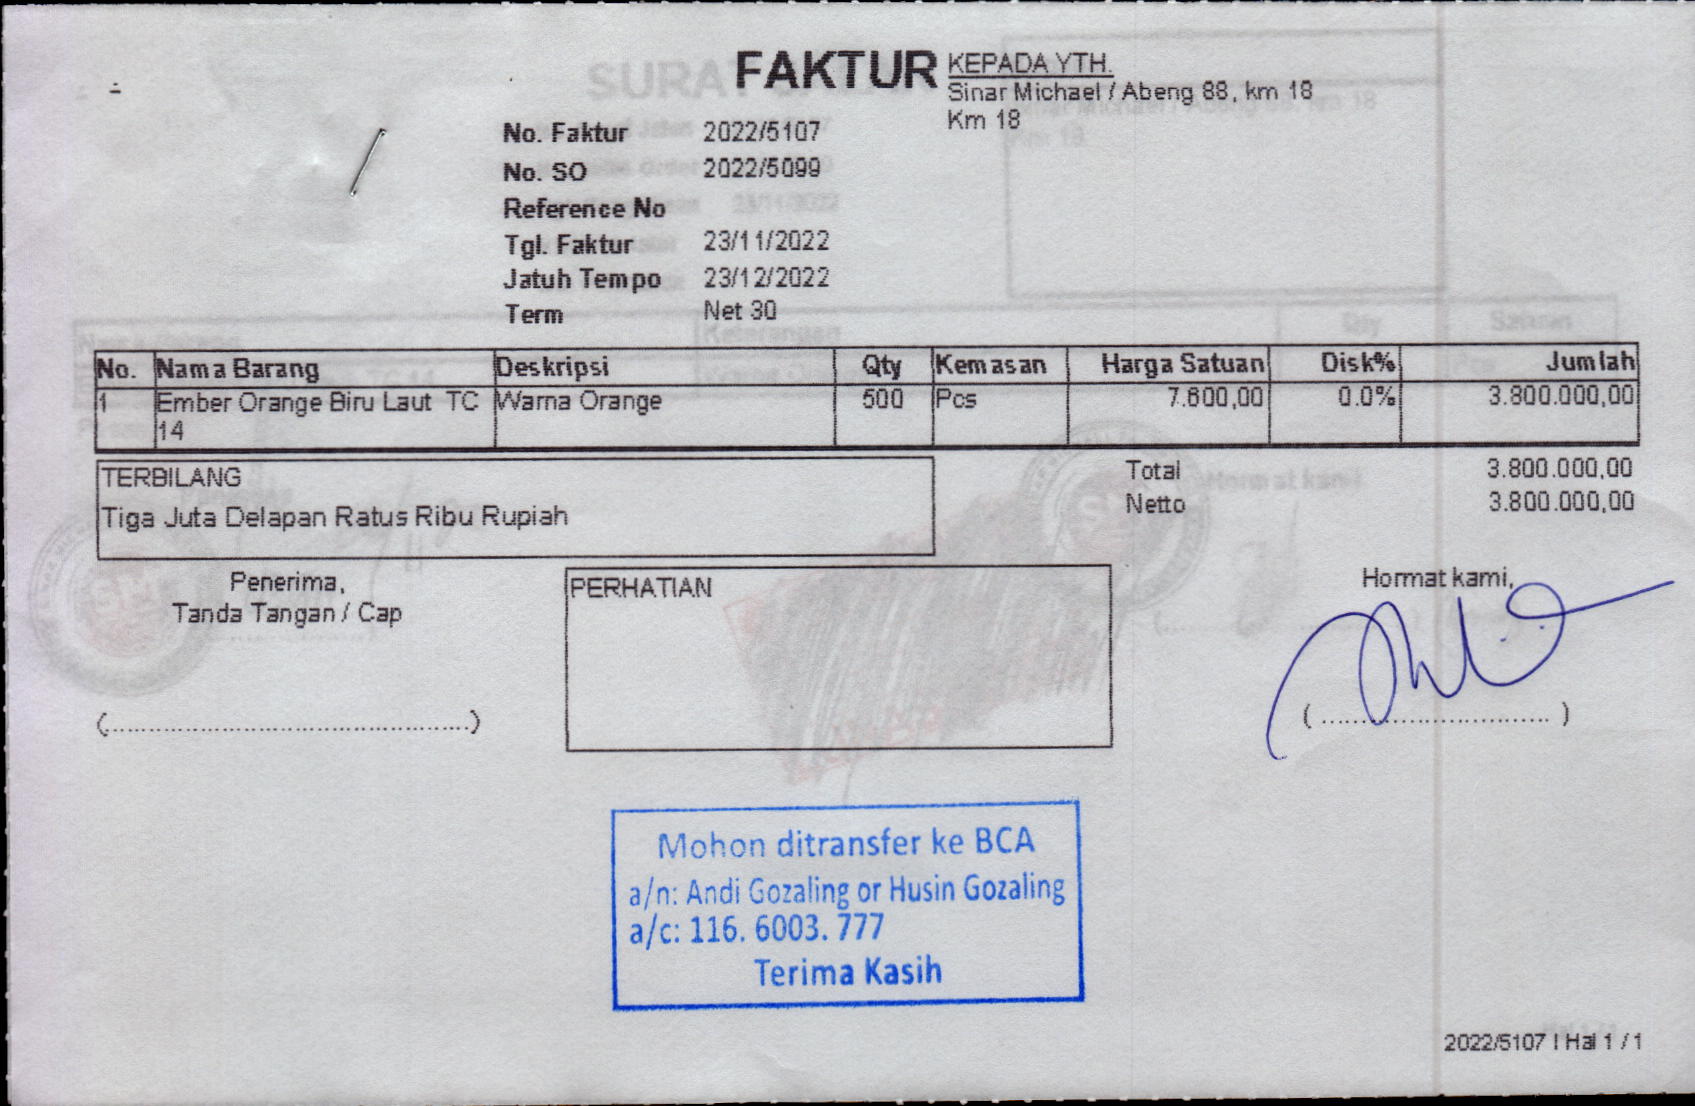 FAKTUR
KEPADA YTH.
Sinar Michael / Abeng 88, km 18
Km 18
No. Faktur 2022/5107
No. SO 2022/5099
Reference No
Tgl. Faktur 23/11/2022
Jatuh Tempo 23/12/2022
Term Net 30
No. Nama Barang Deskripsi Qty Kemasan Harga Satuan Disk% Jumlah
1 Ember Orange Biru Laut TC Warna Orange 500 Pcs 7.600,00 0.0% 3.800.000,00
14
TERBILANG
Tiga Juta Delapan Ratus Ribu Rupiah
Total 3.800.000,00
Netto 3.800.000,00
Penerima,
Tanda Tangan / Cap
(..................................................)
PERHATIAN
Hormat kami,
( ................................ )
Mohon ditransfer ke BCA
a/n: Andi Gozaling or Husin Gozaling
a/c: 116. 6003. 777
Terima Kasih
2022/5107 | Hal 1 / 1